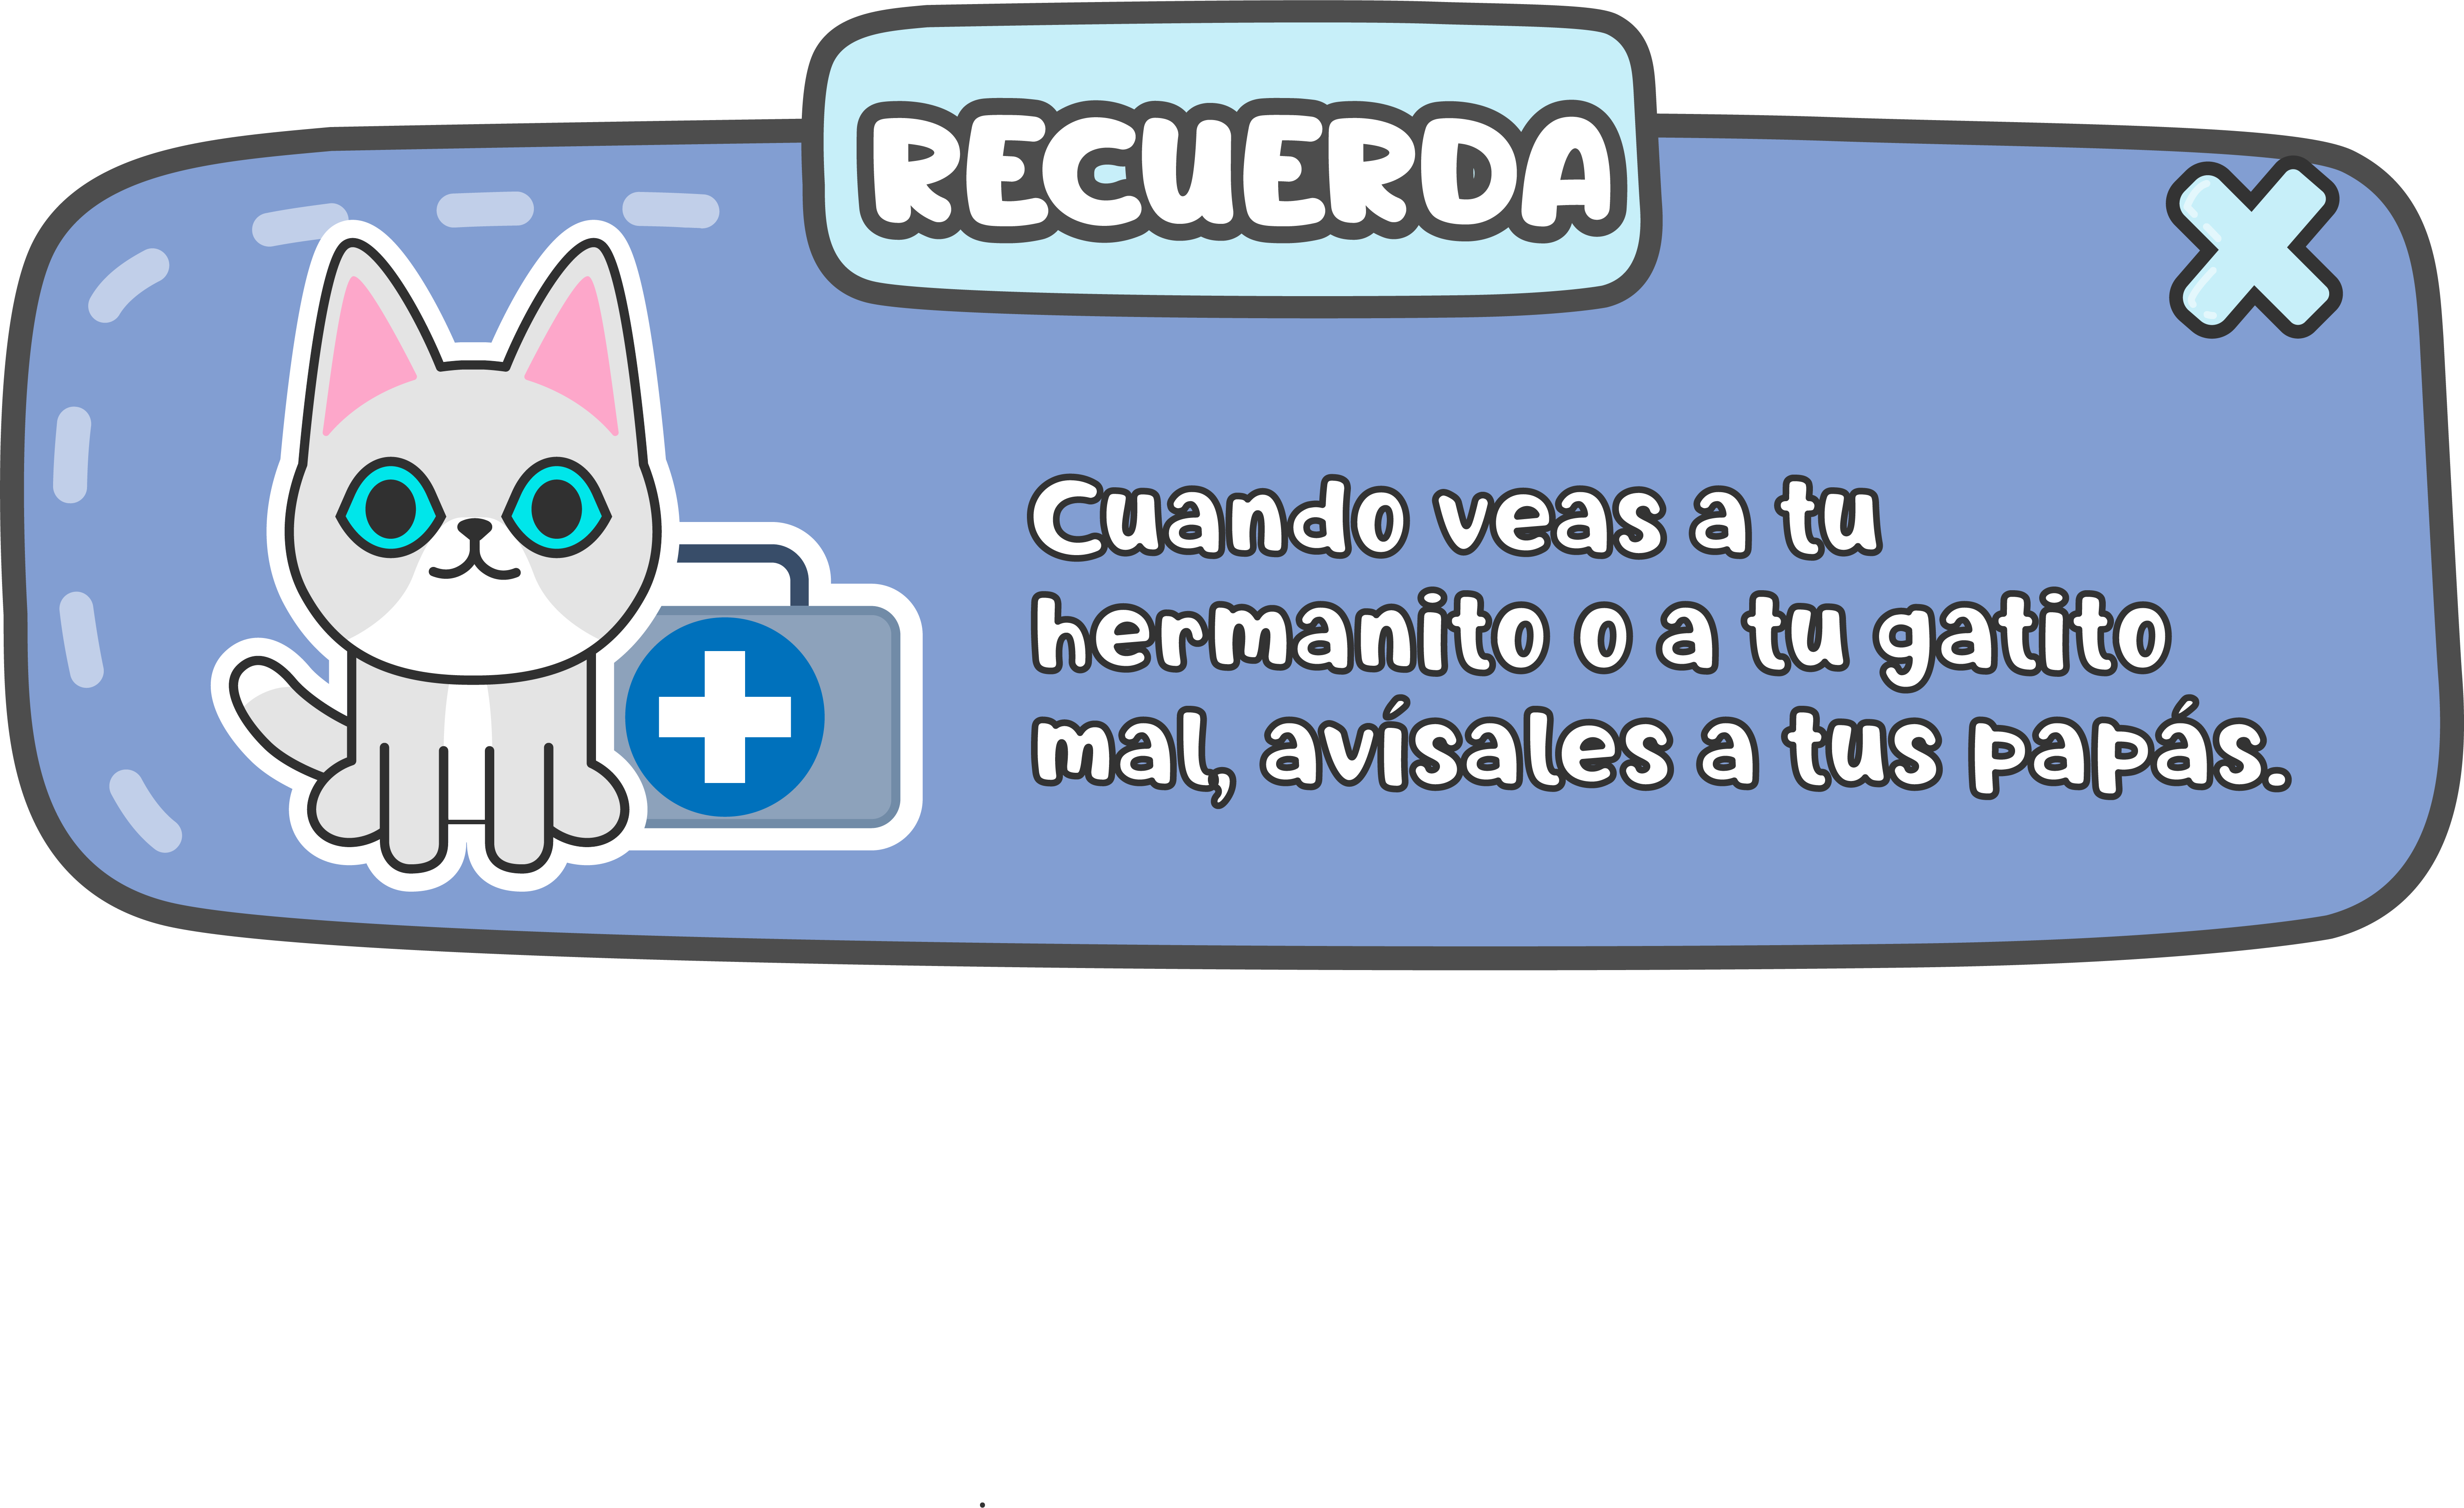 RECUERDA
Cuando veas a tu
hermanito o a tu gatito
mal, avísales a tus papás.